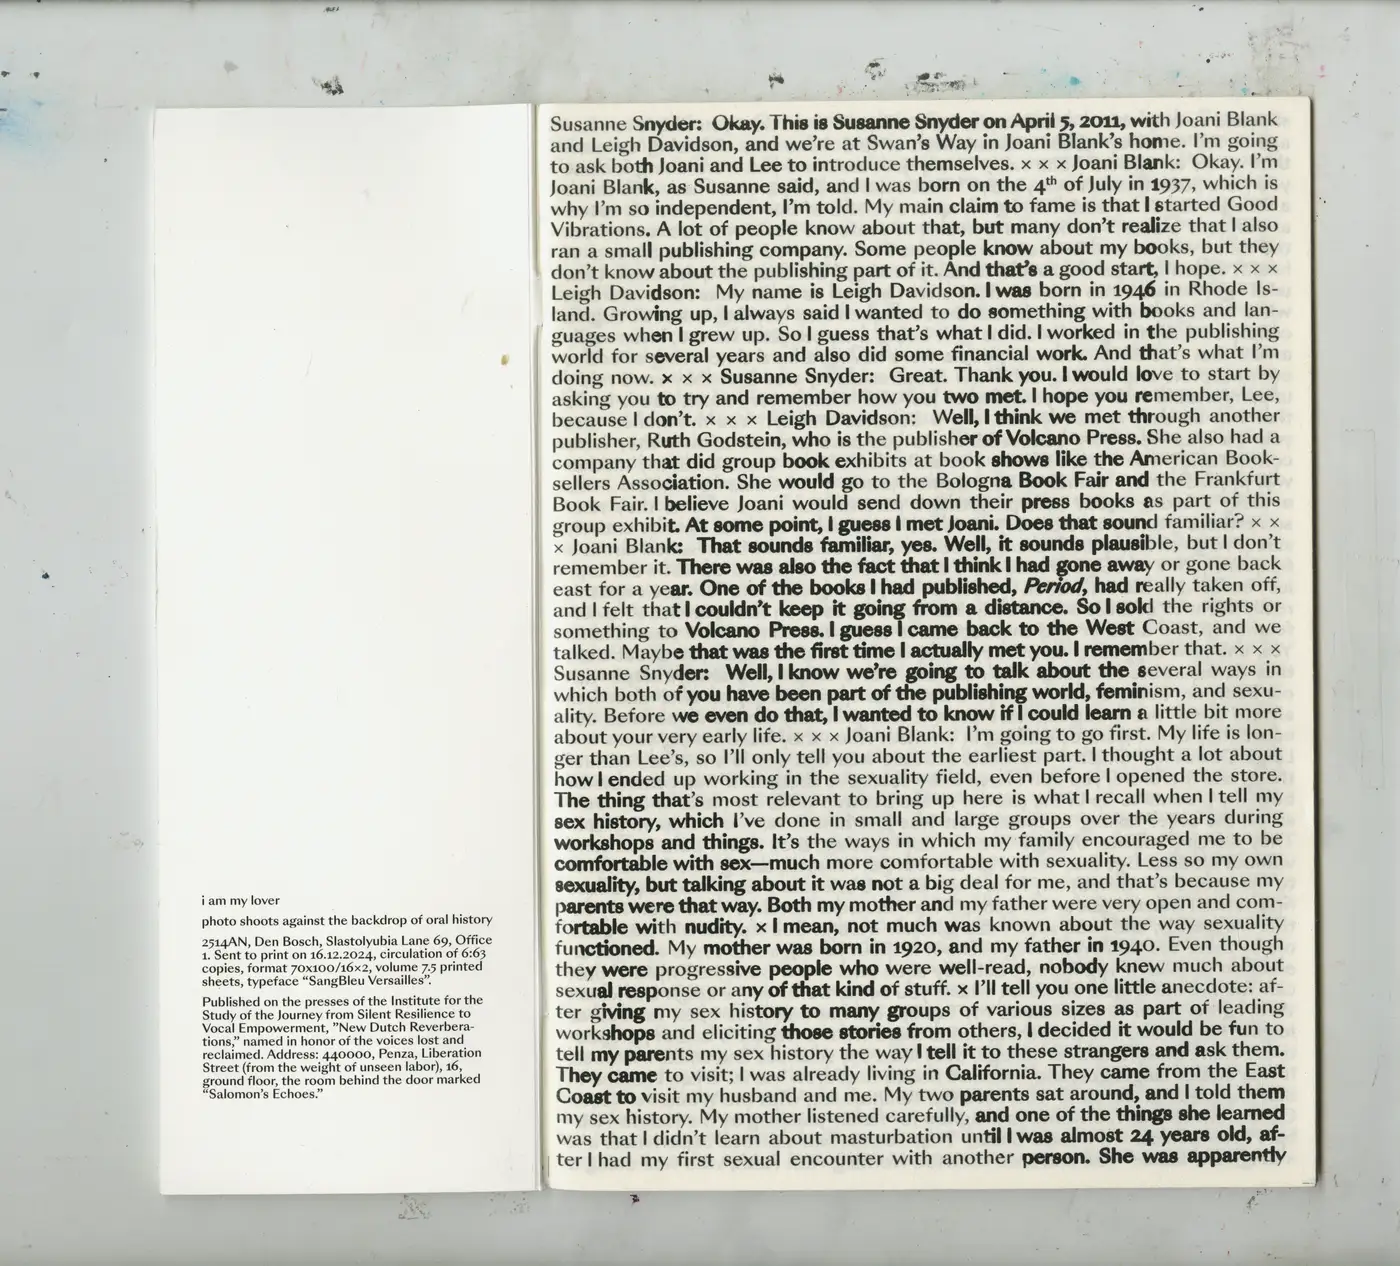 i am my lover
photo shoots against the backdrop of oral history
2514AN, Den Bosch, Slastolyubia Lane 69, Office
1. Sent to print on 16.12.2024, circulation of 6:63
copies, format 70x100/16×2, volume 7.5 printed
sheets, typeface “SangBleu Versailles”.
Published on the presses of the Institute for the
Study of the Journey from Silent Resilience to
Vocal Empowerment, ”New Dutch Reverbera-
tions,” named in honor of the voices lost and
reclaimed. Address: 440000, Penza, Liberation
Street (from the weight of unseen labor), 16,
ground floor, the room behind the door marked
“Salomon’s Echoes.”
Susanne Snyder: Okay. This is Susanne Snyder on April 5, 2011, with Joani Blank
and Leigh Davidson, and we’re at Swan’s Way in Joani Blank’s home. I’m going
to ask both Joani and Lee to introduce themselves. × × × Joani Blank: Okay. I’m
Joani Blank, as Susanne said, and I was born on the 4th of July in 1937, which is
why I’m so independent, I’m told. My main claim to fame is that I started Good
Vibrations. A lot of people know about that, but many don’t realize that I also
ran a small publishing company. Some people know about my books, but they
don’t know about the publishing part of it. And that’s a good start, I hope. × × ×
Leigh Davidson: My name is Leigh Davidson. I was born in 1946 in Rhode Is-
land. Growing up, I always said I wanted to do something with books and lan-
guages when I grew up. So I guess that’s what I did. I worked in the publishing
world for several years and also did some financial work. And that’s what I’m
doing now. × × × Susanne Snyder: Great. Thank you. I would love to start by
asking you to try and remember how you two met. I hope you remember, Lee,
because I don’t. × × × Leigh Davidson: Well, I think we met through another
publisher, Ruth Godstein, who is the publisher of Volcano Press. She also had a
company that did group book exhibits at book shows like the American Book-
sellers Association. She would go to the Bologna Book Fair and the Frankfurt
Book Fair. I believe Joani would send down their press books as part of this
group exhibit. At some point, I guess I met Joani. Does that sound familiar? × ×
× Joani Blank: That sounds familiar, yes. Well, it sounds plausible, but I don’t
remember it. There was also the fact that I think I had gone away or gone back
east for a year. One of the books I had published, Period, had really taken off,
and I felt that I couldn’t keep it going from a distance. So I sold the rights or
something to Volcano Press. I guess I came back to the West Coast, and we
talked. Maybe that was the first time I actually met you. I remember that. × × ×
Susanne Snyder: Well, I know we’re going to talk about the several ways in
which both of you have been part of the publishing world, feminism, and sexu-
ality. Before we even do that, I wanted to know if I could learn a little bit more
about your very early life. × × × Joani Blank: I’m going to go first. My life is lon-
ger than Lee’s, so I’ll only tell you about the earliest part. I thought a lot about
how I ended up working in the sexuality field, even before I opened the store.
The thing that’s most relevant to bring up here is what I recall when I tell my
sex history, which I’ve done in small and large groups over the years during
workshops and things. It’s the ways in which my family encouraged me to be
comfortable with sex—much more comfortable with sexuality. Less so my own
sexuality, but talking about it was not a big deal for me, and that’s because my
parents were that way. Both my mother and my father were very open and com-
fortable with nudity. × I mean, not much was known about the way sexuality
functioned. My mother was born in 1920, and my father in 1940. Even though
they were progressive people who were well-read, nobody knew much about
sexual response or any of that kind of stuff. × I’ll tell you one little anecdote: af-
ter giving my sex history to many groups of various sizes as part of leading
workshops and eliciting those stories from others, I decided it would be fun to
tell my parents my sex history the way I tell it to these strangers and ask them.
They came to visit; I was already living in California. They came from the East
Coast to visit my husband and me. My two parents sat around, and I told them
my sex history. My mother listened carefully, and one of the things she learned
was that I didn’t learn about masturbation until I was almost 24 years old, af-
ter I had my first sexual encounter with another person. She was apparently